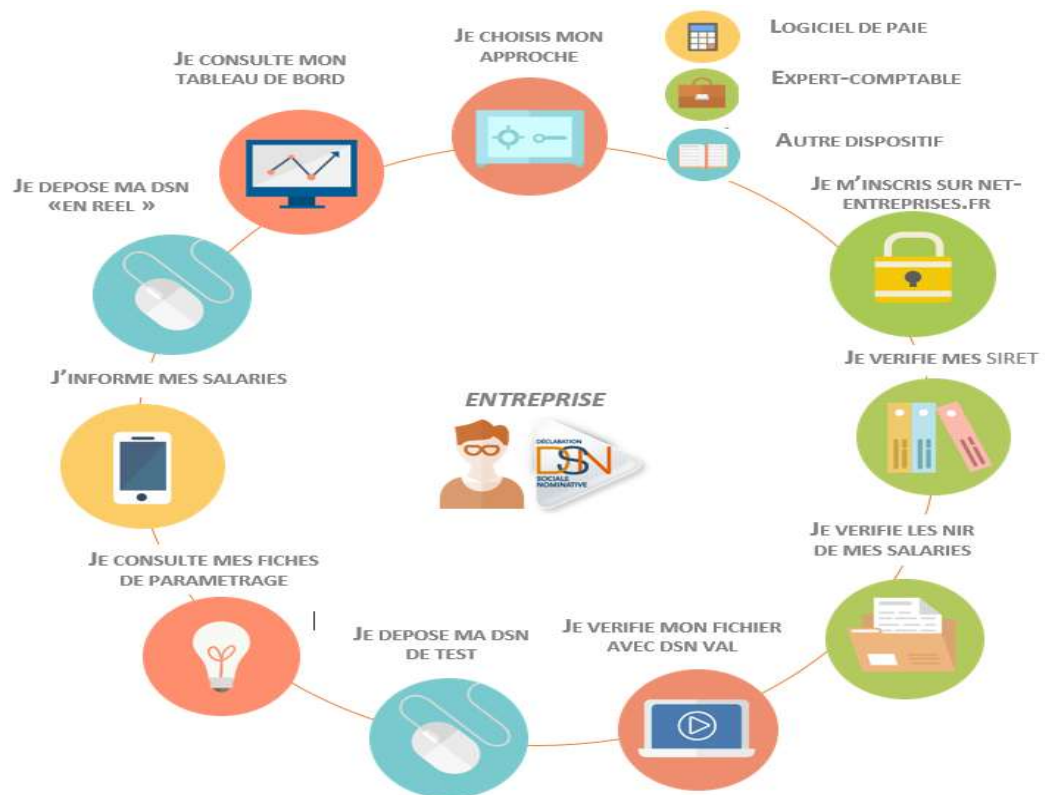 JE CHOISIS MON
APPROCHE
LOGICIEL DE PAIE
EXPERT-COMPTABLE
AUTRE DISPOSITIF
JE M'INSCRIS SUR NET-
ENTREPRISES.FR
JE VERIFIE MES SIRET
JE VERIFIE LES NIR
DE MES SALARIES
JE VERIFIE MON FICHIER
AVEC DSN VAL
JE DEPOSE MA DSN
DE TEST
JE CONSULTE MES FICHES
DE PARAMETRAGE
J'INFORME MES SALARIES
JE DEPOSE MA DSN
«EN REEL »
JE CONSULTE MON
TABLEAU DE BORD
ENTREPRISE
DÉCLARATION
DSN
SOCIALE
NOMINATIVE